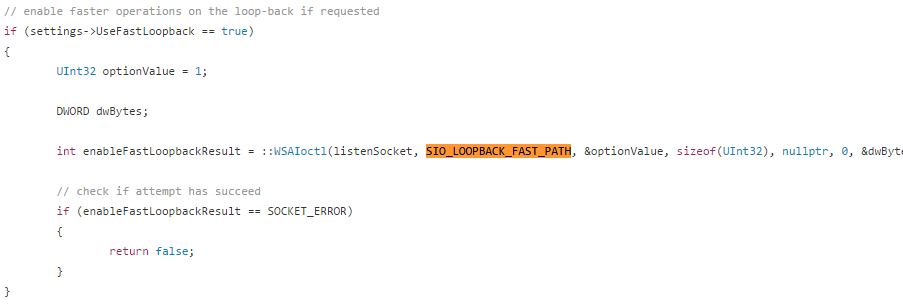 // enable faster operations on the loop-back if requested
if (settings->UseFastLoopback == true)
{
UInt32 optionValue = 1;
DWORD dwBytes;
int enableFastLoopbackResult = ::WSAIoctl(listenSocket, SIO_LOOPBACK_FAST_PATH, &optionValue, sizeof(UInt32), nullptr, 0, &dwByte
// check if attempt has succeed
if (enableFastLoopbackResult == SOCKET_ERROR)
{
return false;
}
}